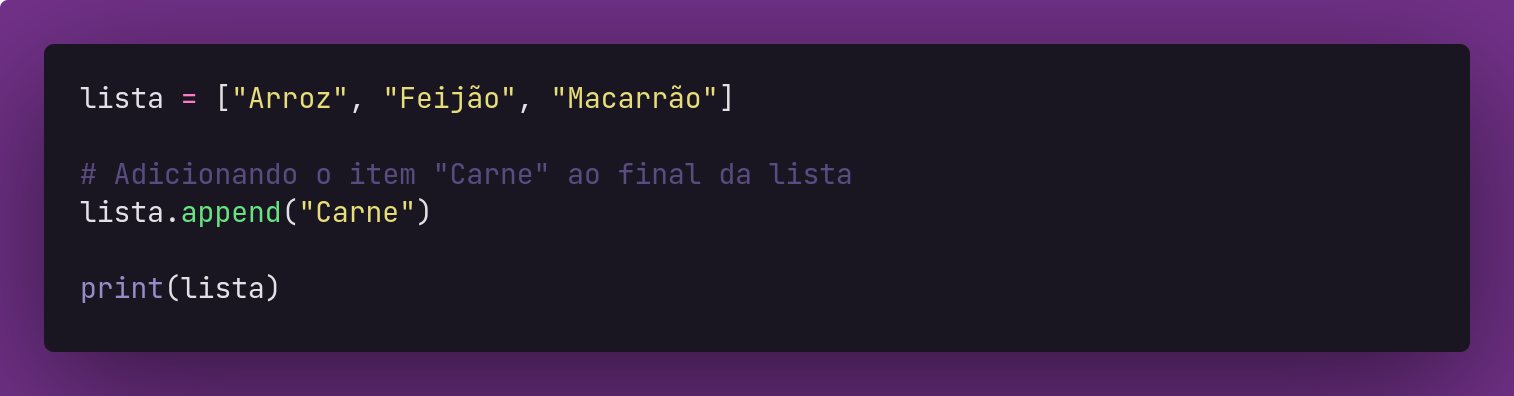 lista = ["Arroz", "Feijão", "Macarrão"]
# Adicionando o item "Carne" ao final da lista
lista.append("Carne")
print(lista)